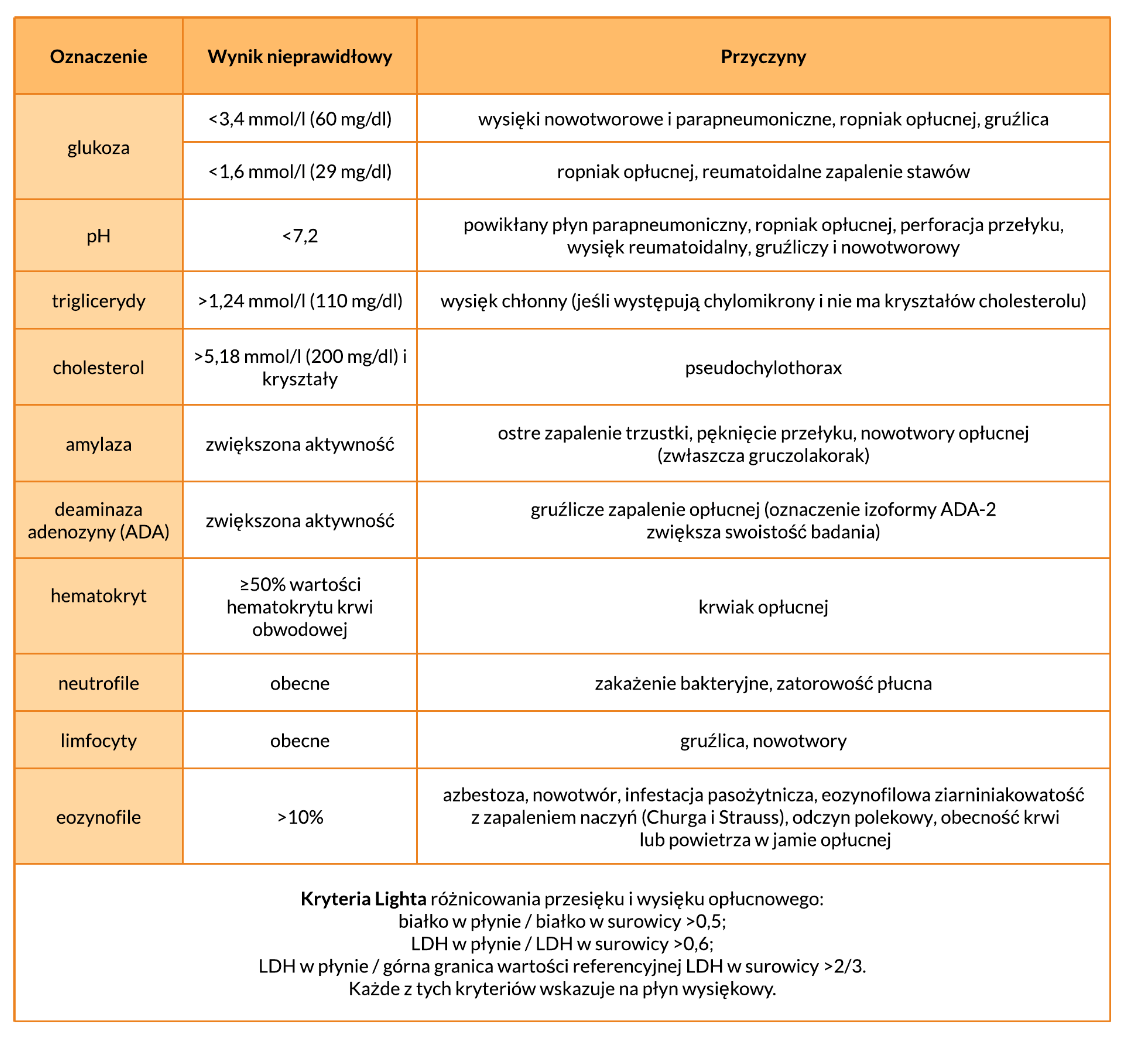 Oznaczenie
Wynik nieprawidłowy
Przyczyny
glukoza
<3,4 mmol/l (60 mg/dl)
wysięki nowotworowe i parapneumoniczne, ropniak opłucnej, gruźlica
<1,6 mmol/l (29 mg/dl)
ropniak opłucnej, reumatoidalne zapalenie stawów
pH
<7,2
powikłany płyn parapneumoniczny, ropniak opłucnej, perforacja przełyku,
wysięk reumatoidalny, gruźliczy i nowotworowy
triglicerydy
>1,24 mmol/l (110 mg/dl)
wysięk chłonny (jeśli występują chylomikrony i nie ma kryształów cholesterolu)
cholesterol
>5,18 mmol/l (200 mg/dl) i
kryształy
pseudochylothorax
amylaza
zwiększona aktywność
ostre zapalenie trzustki, pęknięcie przełyku, nowotwory opłucnej
(zwłaszcza gruczolakorak)
deaminaza
adenozyny (ADA)
zwiększona aktywność
gruźlicze zapalenie opłucnej (oznaczenie izoformy ADA-2
zwiększa swoistość badania)
hematokryt
≥50% wartości
hematokrytu krwi
obwodowej
krwiak opłucnej
neutrofile
obecne
zakażenie bakteryjne, zatorowość płucna
limfocyty
obecne
gruźlica, nowotwory
eozynofile
>10%
azbestoza, nowotwór, infestacja pasożytnicza, eozynofilowa ziarniniakowatość
z zapaleniem naczyń (Churga i Strauss), odczyn polekowy, obecność krwi
lub powietrza w jamie opłucnej
Kryteria Lighta różnicowania przesięku i wysięku opłucnowego:
białko w płynie / białko w surowicy >0,5;
LDH w płynie / LDH w surowicy >0,6;
LDH w płynie / górna granica wartości referencyjnej LDH w surowicy >2/3.
Każde z tych kryteriów wskazuje na płyn wysiękowy.